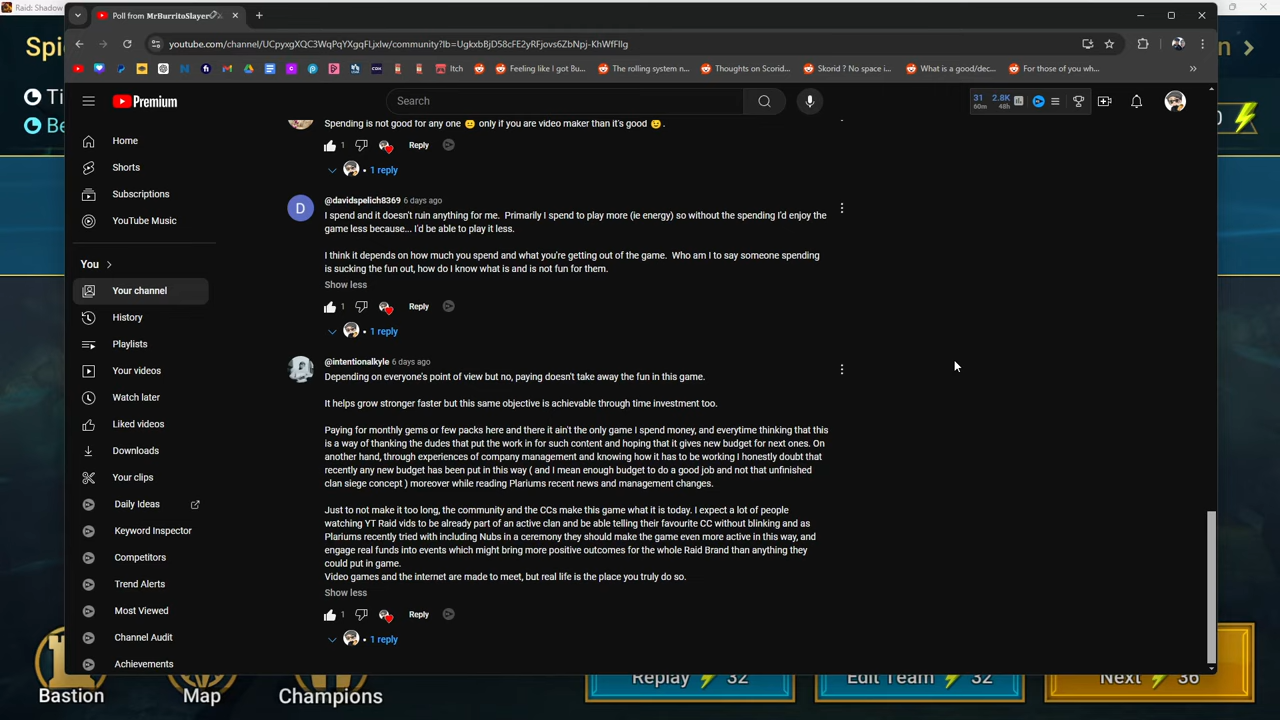 Raid: Shadow
Poll from MrBurritoSlayer
youtube.com/channel/UCpyxgXQC3WqPqYXgqFLjxlw/community?lb=UgkxbBjD58cFE2yRFjovs6ZbNpj-KhWfFIIg
Itch
Feeling like I got Bu...
The rolling system n...
Thoughts on Scorid...
Skorid ? No space i...
What is a good/dec...
For those of you wh...
Premium
Search
31
60m
2.8K
48h
Home
Shorts
Subscriptions
YouTube Music
You
Your channel
History
Playlists
Your videos
Watch later
Liked videos
Downloads
Your clips
Daily Ideas
Keyword Inspector
Competitors
Trend Alerts
Most Viewed
Channel Audit
Achievements
Spending is not good for any one 😐 only if you are video maker than it's good 😉 .
1
Reply
1 reply
D
@davidspelich8369 6 days ago
I spend and it doesn't ruin anything for me. Primarily I spend to play more (ie energy) so without the spending I'd enjoy the
game less because... I'd be able to play it less.
I think it depends on how much you spend and what you're getting out of the game. Who am I to say someone spending
is sucking the fun out, how do I know what is and is not fun for them.
Show less
1
Reply
1 reply
@intentionalkyle 6 days ago
Depending on everyone's point of view but no, paying doesn't take away the fun in this game.
It helps grow stronger faster but this same objective is achievable through time investment too.
Paying for monthly gems or few packs here and there it ain't the only game I spend money, and everytime thinking that this
is a way of thanking the dudes that put the work in for such content and hoping that it gives new budget for next ones. On
another hand, through experiences of company management and knowing how it has to be working I honestly doubt that
recently any new budget has been put in this way ( and I mean enough budget to do a good job and not that unfinished
clan siege concept ) moreover while reading Plariums recent news and management changes.
Just to not make it too long, the community and the CCs make this game what it is today. I expect a lot of people
watching YT Raid vids to be already part of an active clan and be able telling their favourite CC without blinking and as
Plariums recently tried with including Nubs in a ceremony they should make the game even more active in this way, and
engage real funds into events which might bring more positive outcomes for the whole Raid Brand than anything they
could put in game.
Video games and the internet are made to meet, but real life is the place you truly do so.
Show less
1
Reply
1 reply
Bastion
Map
Champions
Replay 32
Edit Team 32
Next 36